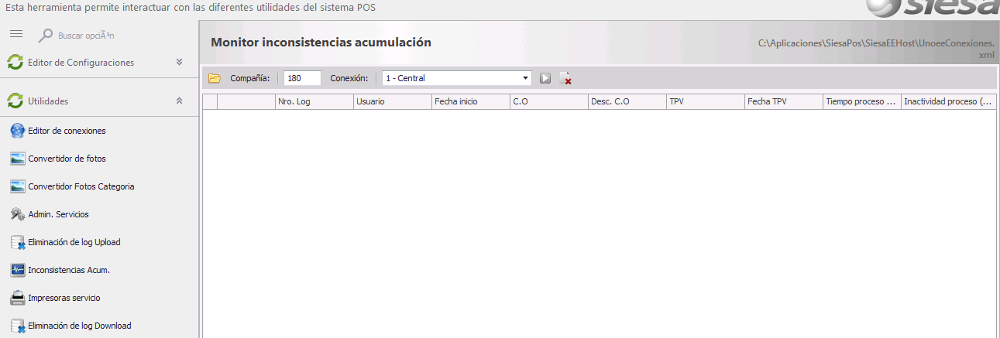 Esta herramienta permite interactuar con las diferentes utilidades del sistema POS
siesa
Buscar opciÃ³n
Editor de Configuraciones
Utilidades
Editor de conexiones
Convertidor de fotos
Convertidor Fotos Categoria
Admin. Servicios
Eliminación de log Upload
Inconsistencias Acum.
Impresoras servicio
Eliminación de log Download
Monitor inconsistencias acumulación
C:\Aplicaciones\SiesaPos\SiesaEEHost\UnoeeConexiones.
xml
Compañía: 180 Conexión: 1 - Central
Nro. Log Usuario Fecha inicio C.O Desc. C.O TPV Fecha TPV Tiempo proceso ... Inactividad proceso (...